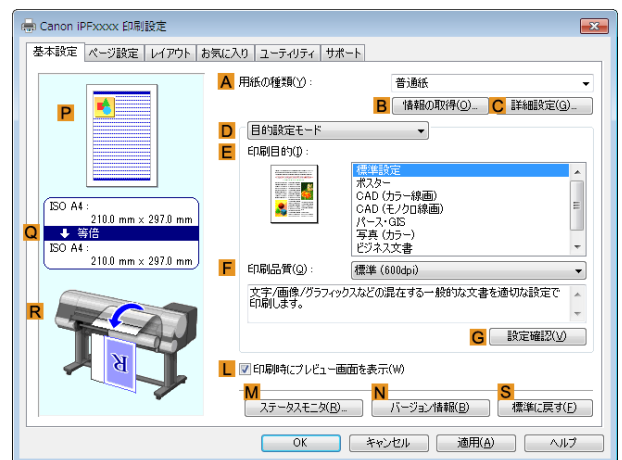 Canon iPFxxxx 印刷設定
基本設定 ページ設定 レイアウト お気に入り ユーティリティ サポート
P
ISO A4 :
210.0 mm × 297.0 mm
Q 等倍
ISO A4 :
210.0 mm × 297.0 mm
R
R
A 用紙の種類(Y) : 普通紙
B 情報の取得(O)... C 詳細設定(G)...
D 目的設定モード
E 印刷目的(I) :
標準設定
ポスター
CAD (カラー線画)
CAD (モノクロ線画)
パース・GIS
写真 (カラー)
ビジネス文書
F 印刷品質(Q) : 標準 (600dpi)
文字/画像/グラフィックスなどの混在する一般的な文書を適切な設定で
印刷します。
G 設定確認(V)
L 印刷時にプレビュー画面を表示(W)
M N S
ステータスモニタ(R)... バージョン情報(B) 標準に戻す(F)
OK キャンセル 適用(A) ヘルプ